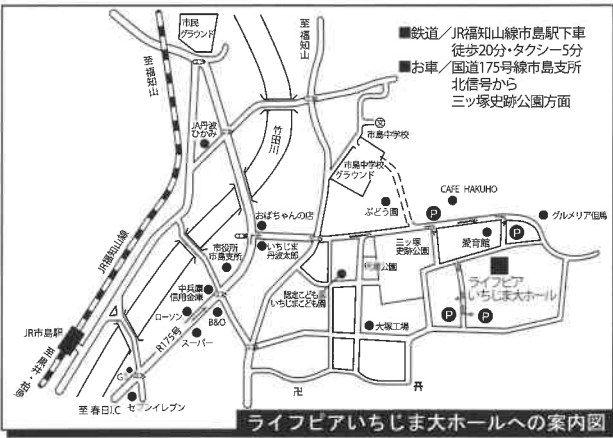 市民
グラウンド
至福知山
至福知山
■鉄道／JR福知山線市島駅下車
徒歩20分・タクシー5分
■お車／国道175号線市島支所
北信号から
三ッ塚史跡公園方面
JA丹波
ひかみ
竹田川
市島中学校
市島中学校
グラウンド
CAFE HAKUHO
ぶどう園
P
グルメリア但馬
おばちゃんの店
P
愛育館
JR福知山線
市役所
市島支所
いちじま
丹波太郎
三ッ塚
史跡公園
公園
ライフピア
いちじま大ホール
中兵庫
信用金庫
認定こども園
いちじまこども園
ローソン
B&O
P
P
JR市島駅
R175号
スーパー
大塚工場
G
卍
至春日I.C
セブンイレブン
ライフピアいちじま大ホールへの案内図